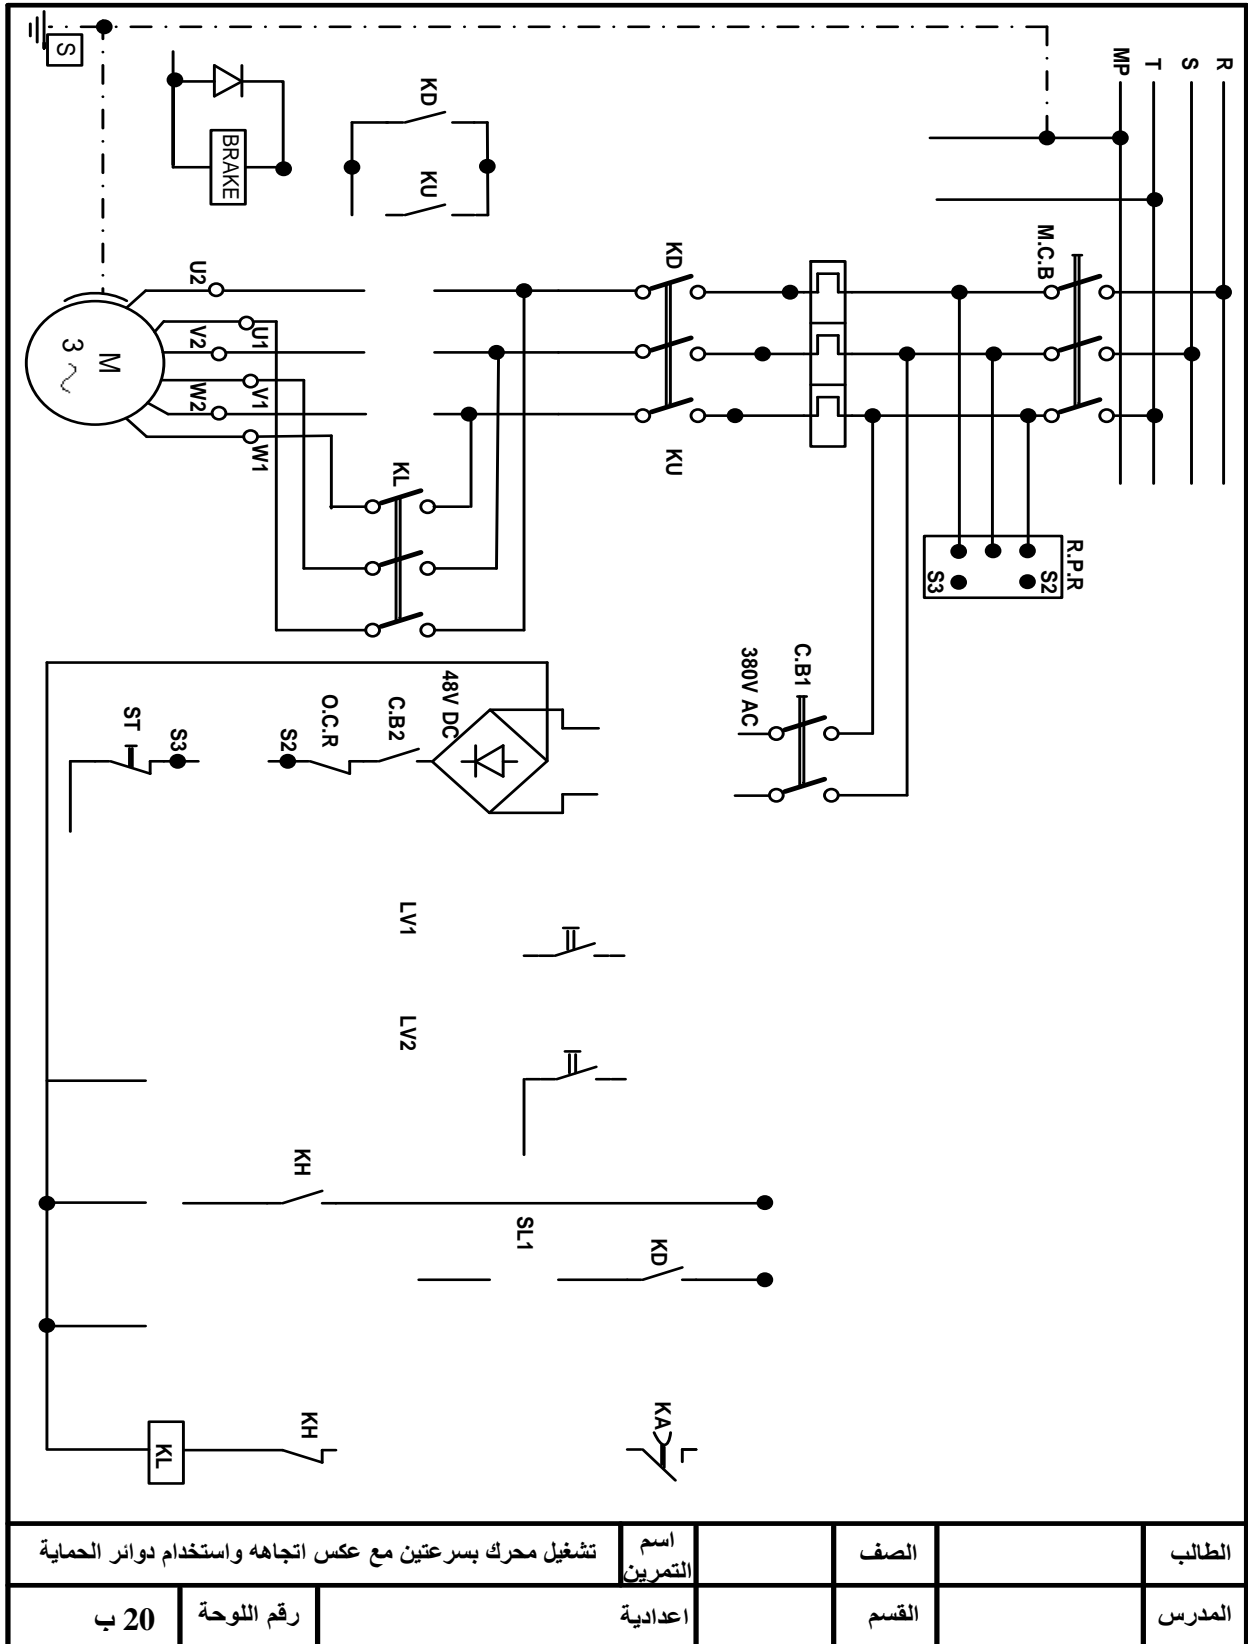 R
S
T
MP
S
KD
KU
BRAKE
M.C.B
KD
KU
U2
U1
V2
V1
W2
W1
M
3 ~
KL
R.P.R
S2
S3
C.B1
380V AC
48V DC
C.B2
O.C.R
S2
S3
ST
LV1
LV2
KH
SL1
KD
KA
KH
KL
الطالب
الصف
اسم التمرين
تشغيل محرك بسرعتين مع عكس اتجاهه واستخدام دوائر الحماية
المدرس
القسم
اعدادية
رقم اللوحة
20 ب